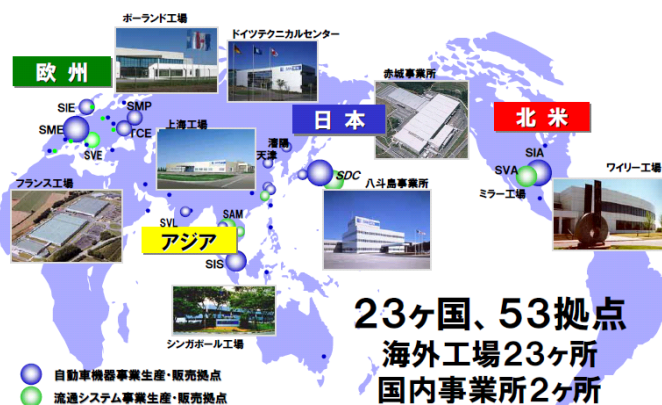 ポーランド工場
ドイツテクニカルセンター
欧州
赤城事業所
日本
北米
SIE
SMP
SME
TCE
SVE
上海工場
瀋陽
天津
SDC
SIA
SVA
ミラー工場
ワイリー工場
フランス工場
八斗島事業所
SVL
SAM
アジア
SIS
シンガポール工場
23ヶ国、53拠点
海外工場23ヶ所
国内事業所2ヶ所
自動車機器事業生産・販売拠点
流通システム事業生産・販売拠点